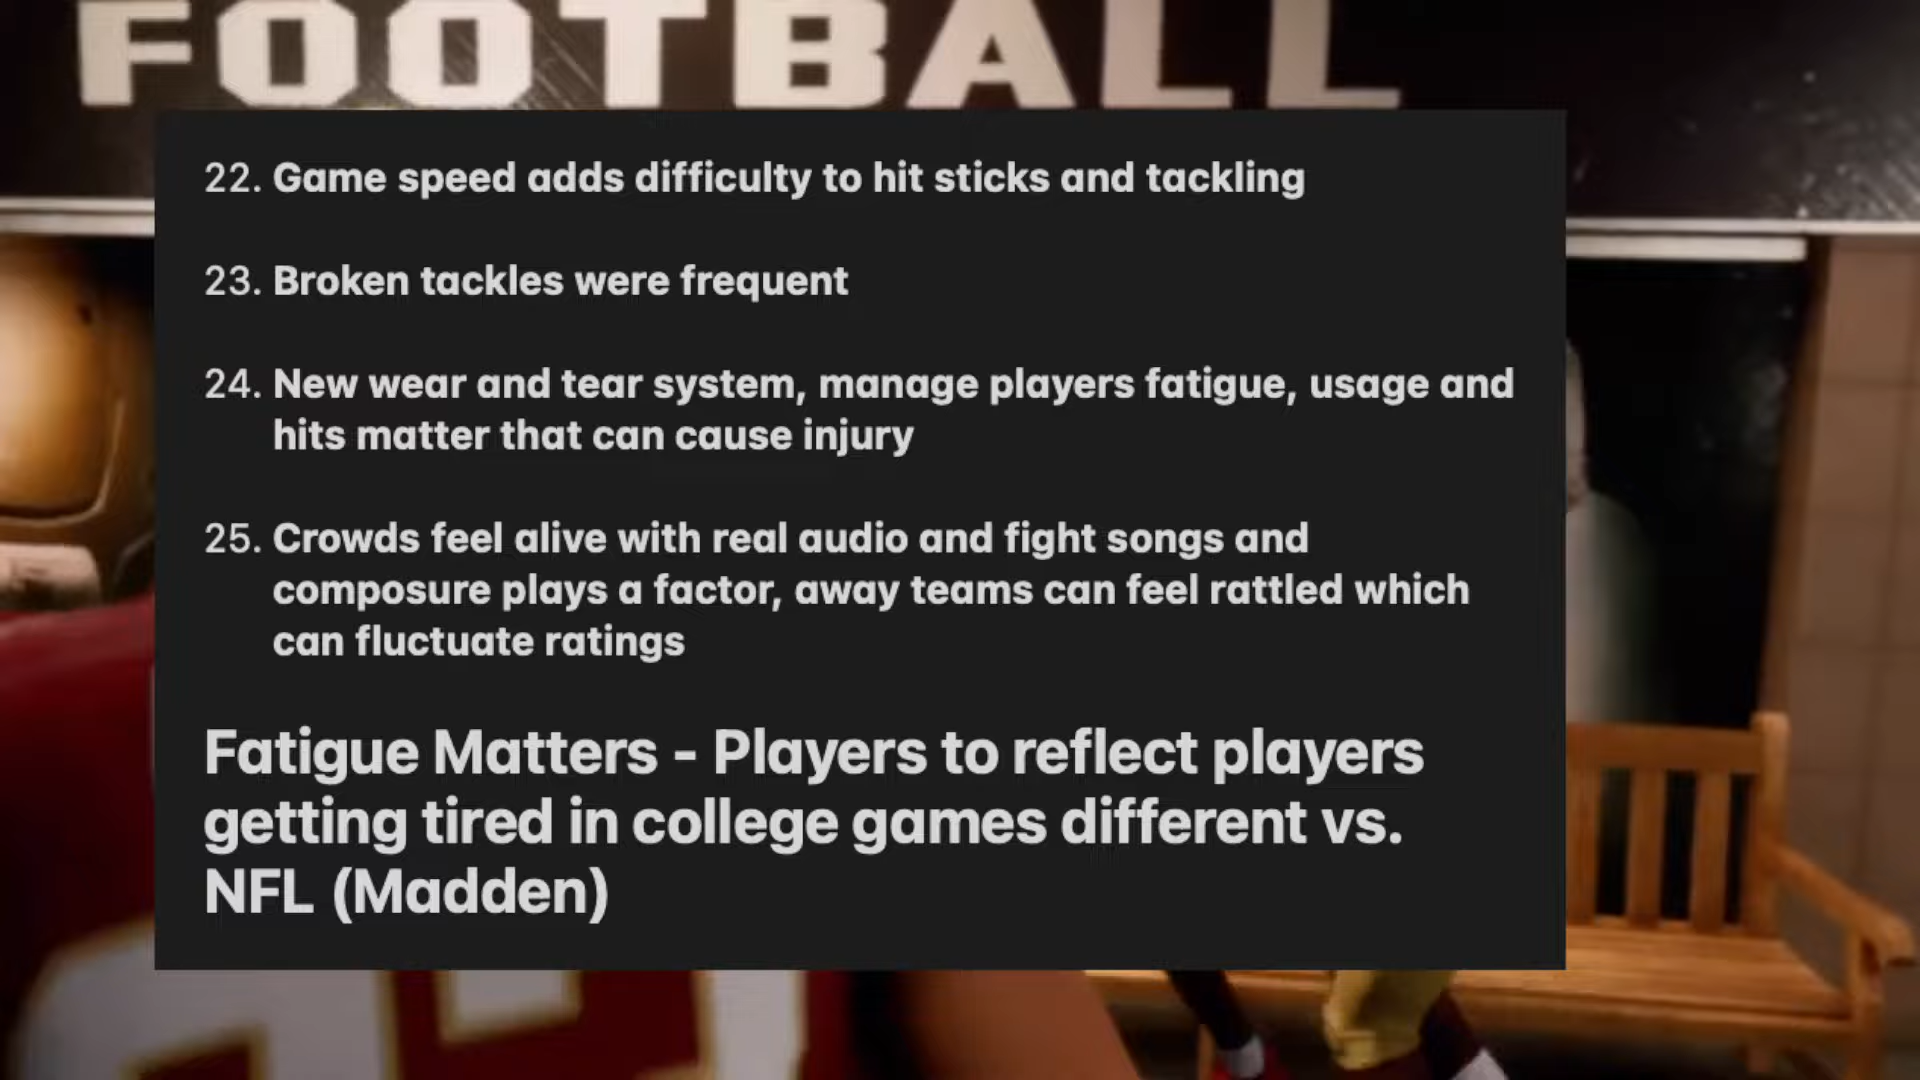 FOOTBALL
22. Game speed adds difficulty to hit sticks and tackling
23. Broken tackles were frequent
24. New wear and tear system, manage players fatigue, usage and
hits matter that can cause injury
25. Crowds feel alive with real audio and fight songs and
composure plays a factor, away teams can feel rattled which
can fluctuate ratings
Fatigue Matters - Players to reflect players
getting tired in college games different vs.
NFL (Madden)